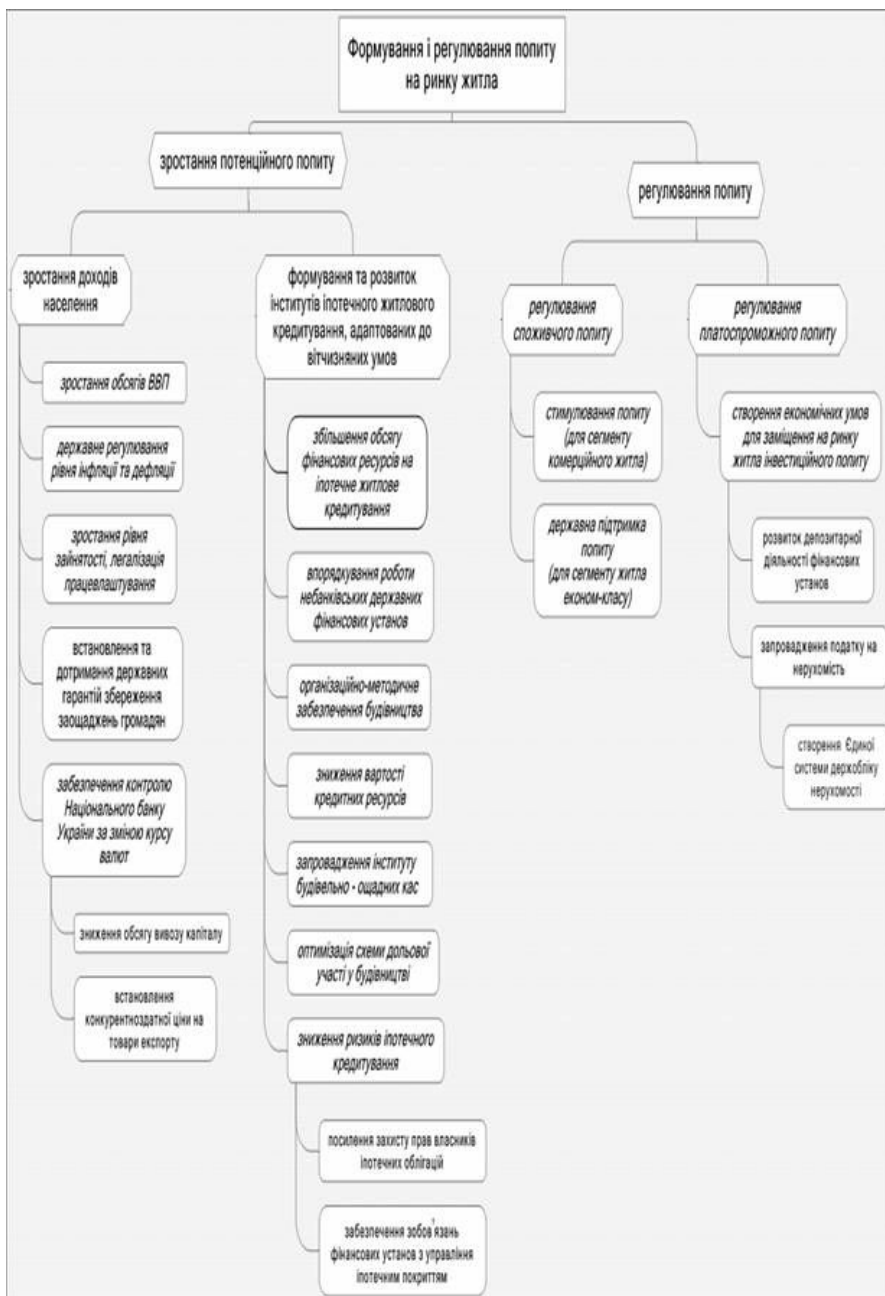 Формування і регулювання попиту
на ринку житла
зростання потенційного попиту
регулювання попиту
зростання доходів
населення
формування та розвиток
інститутів іпотечного житлового
кредитування, адаптованих до
вітчизняних умов
регулювання
споживчого попиту
регулювання
платоспроможного попиту
зростання обсягів ВВП
державне регулювання
рівня інфляції та дефляції
зростання рівня
зайнятості, легалізація
працевлаштування
встановлення та
дотримання державних
гарантій збереження
заощаджень громадян
забезпечення контролю
Національного банку
України за зміною курсу
валют
зниження обсягу вивозу капіталу
встановлення
конкурентноздатної ціни на
товари експорту
збільшення обсягу
фінансових ресурсів на
іпотечне житлове
кредитування
впорядкування роботи
небанківських державних
фінансових установ
організаційно-методичне
забезпечення будівництва
зниження вартості
кредитних ресурсів
запровадження інституту
будівельно - ощадних кас
оптимізація схеми дольової
участі у будівництві
зниження ризиків іпотечного
кредитування
посилення захисту прав власників
іпотечних облігацій
забезпечення зобов'язань
фінансових установ з управління
іпотечним покриттям
стимулювання попиту
(для сегменту
комерційного житла)
державна підтримка
попиту
(для сегменту житла
економ-класу)
створення економічних умов
для заміщення на ринку
житла інвестиційного попиту
розвиток депозитарної
діяльності фінансових
установ
запровадження податку на
нерухомість
створення Єдиної
системи держобліку
нерухомості